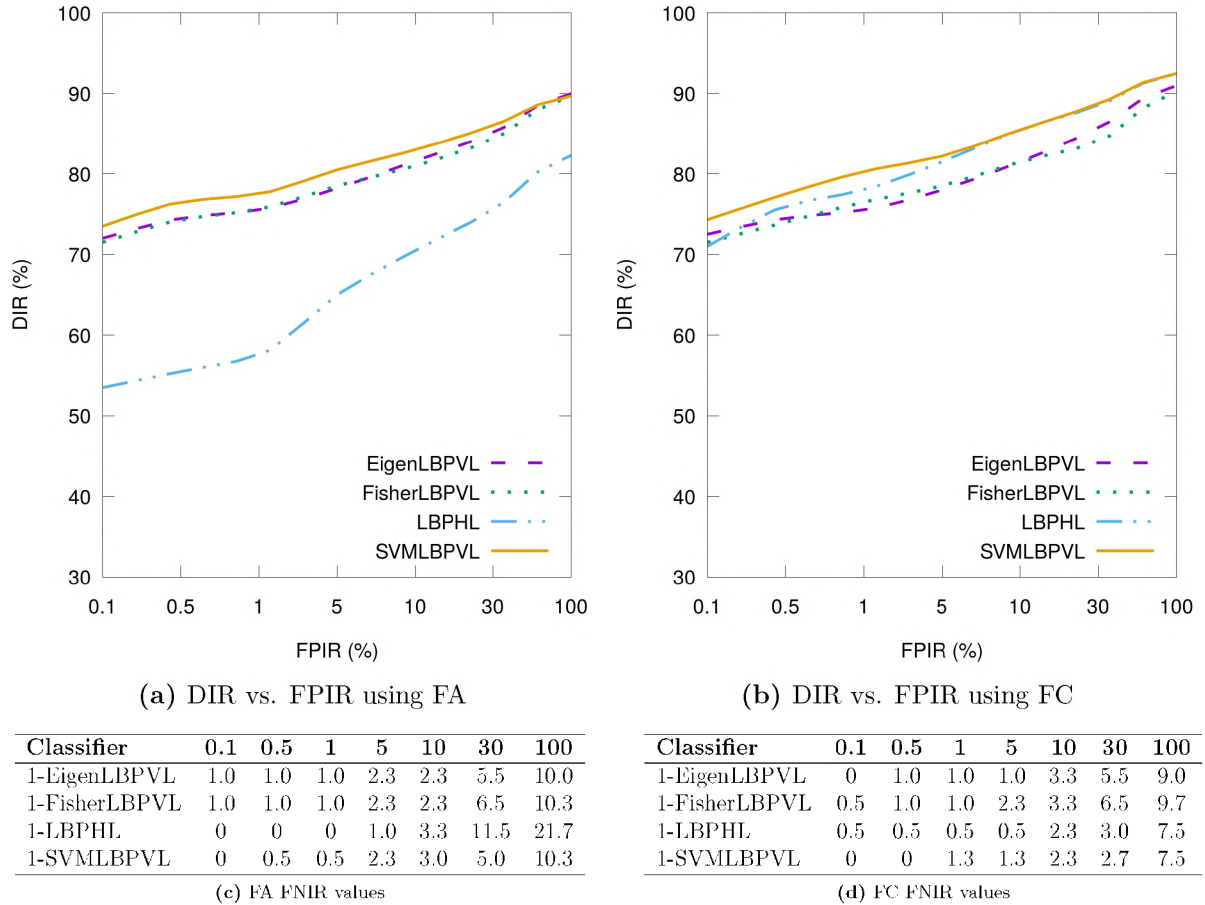 100
90
80
70
60
50
40
30
DIR (%)
EigenLBPVL
FisherLBPVL
LBPHL
SVMLBPVL
0.1 0.5 1 5 10 30 100
FPIR (%)
(a) DIR vs. FPIR using FA
100
90
80
70
60
50
40
30
DIR (%)
EigenLBPVL
FisherLBPVL
LBPHL
SVMLBPVL
0.1 0.5 1 5 10 30 100
FPIR (%)
(b) DIR vs. FPIR using FC
Classifier 0.1 0.5 1 5 10 30 100
1-EigenLBPVL 1.0 1.0 1.0 2.3 2.3 5.5 10.0
1-FisherLBPVL 1.0 1.0 1.0 2.3 2.3 6.5 10.3
1-LBPHL 0 0 0 1.0 3.3 11.5 21.7
1-SVMLBPVL 0 0.5 0.5 2.3 3.0 5.0 10.3
(c) FA FNIR values
Classifier 0.1 0.5 1 5 10 30 100
1-EigenLBPVL 0 1.0 1.0 1.0 3.3 5.5 9.0
1-FisherLBPVL 0.5 1.0 1.0 2.3 3.3 6.5 9.7
1-LBPHL 0.5 0.5 0.5 0.5 2.3 3.0 7.5
1-SVMLBPVL 0 0 1.3 1.3 2.3 2.7 7.5
(d) FC FNIR values